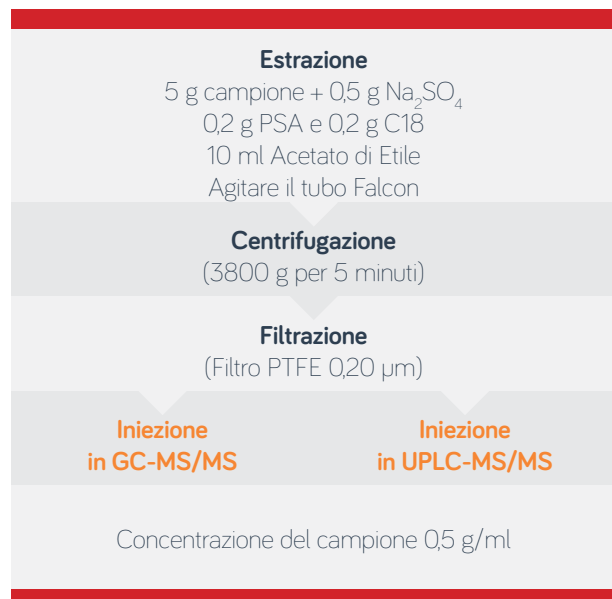 Estrazione
5 g campione + 0,5 g Na₂SO₄
0,2 g PSA e 0,2 g C18
10 ml Acetato di Etile
Agitare il tubo Falcon
Centrifugazione
(3800 g per 5 minuti)
Filtrazione
(Filtro PTFE 0,20 µm)
Iniezione
in GC-MS/MS
Iniezione
in UPLC-MS/MS
Concentrazione del campione 0,5 g/ml